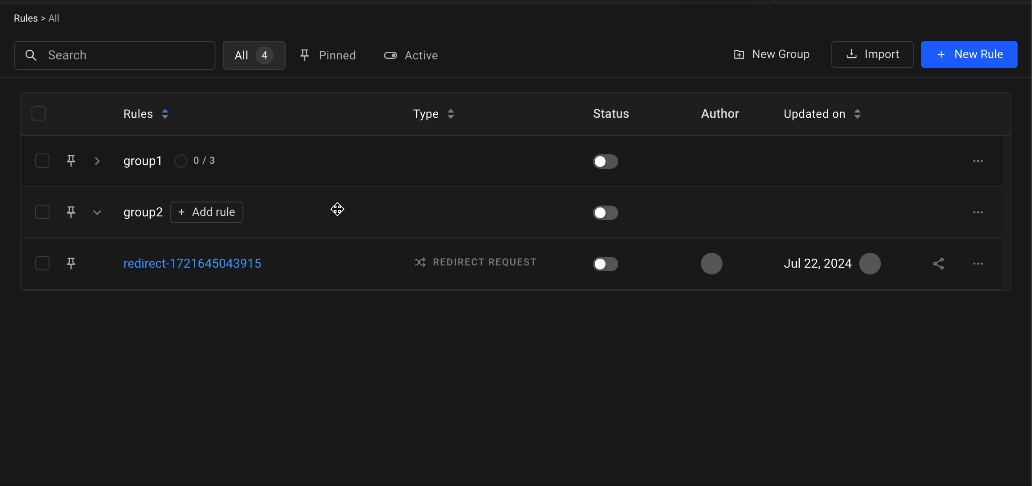 Rules > All
Search All 4 Pinned Active New Group Import + New Rule
Rules Type Status Author Updated on
group1 0 / 3
group2 + Add rule
redirect-1721645043915 REDIRECT REQUEST Jul 22, 2024